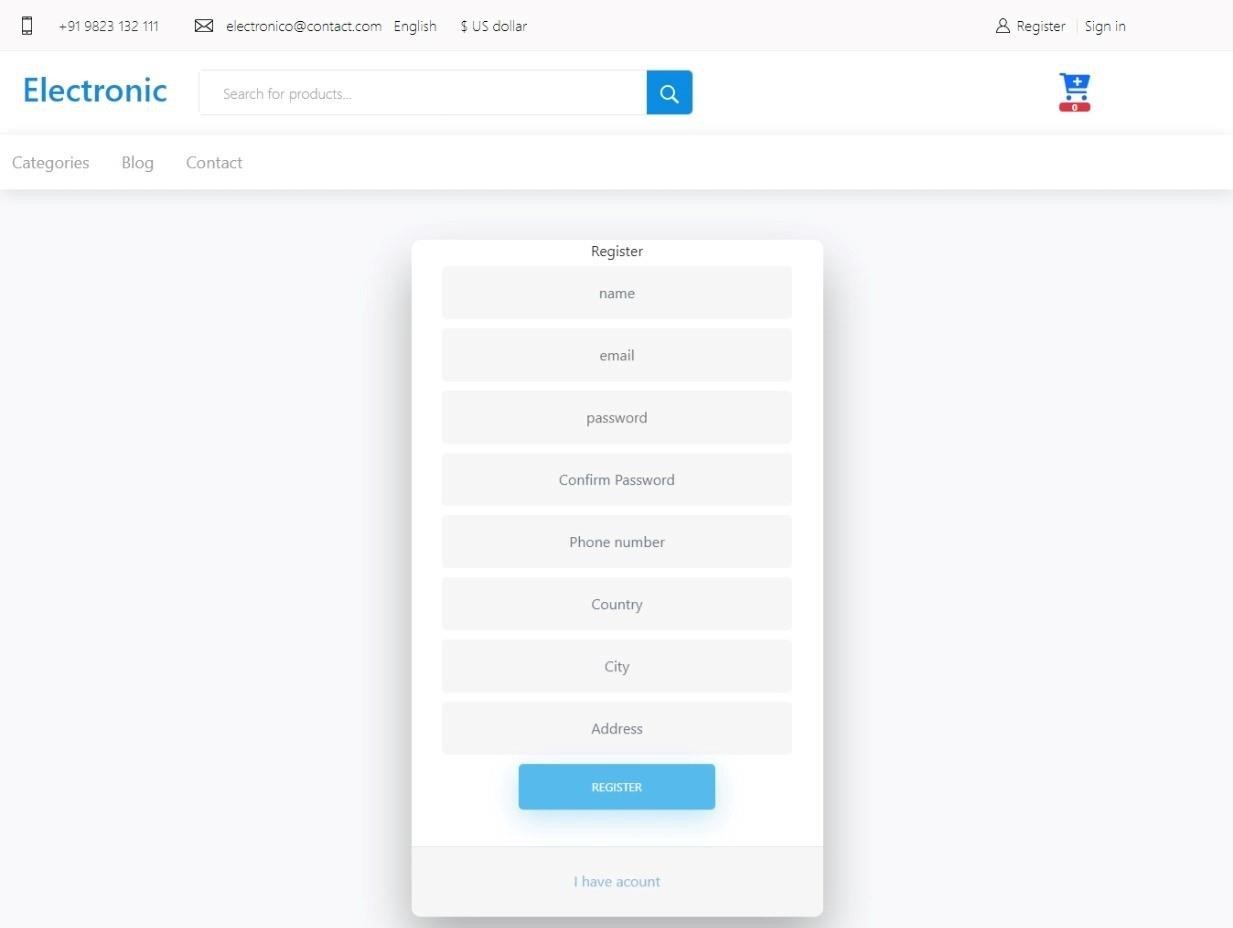 +91 9823 132 111 electronico@contact.com English $ US dollar Register Sign in
Electronic Search for products...
0
Categories Blog Contact
Register
name
email
password
Confirm Password
Phone number
Country
City
Address
REGISTER
I have acount